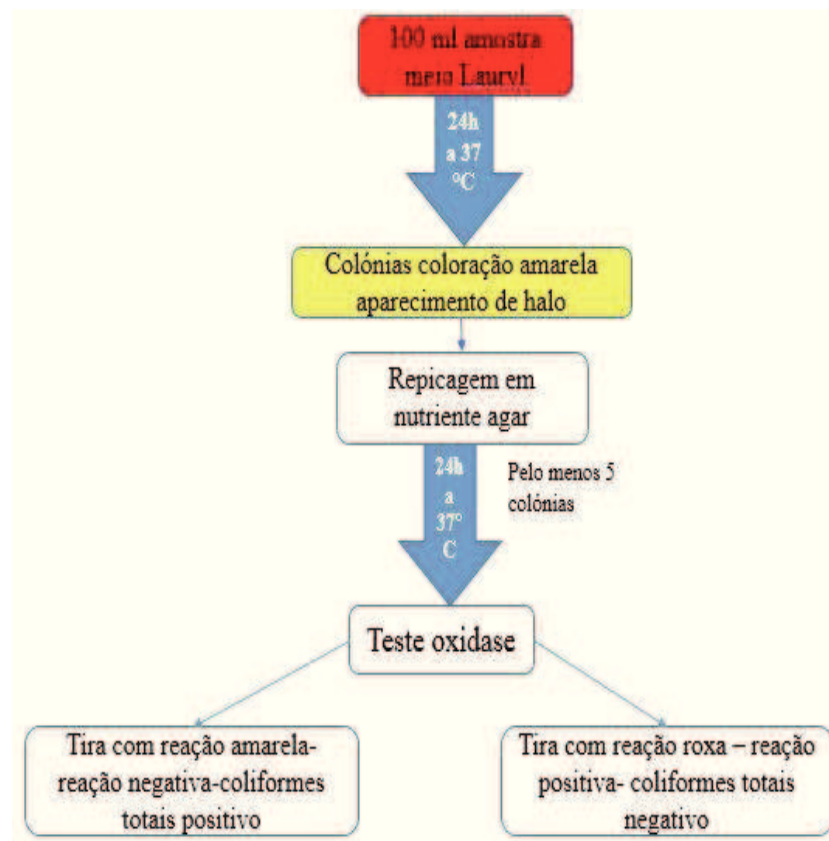 100 ml amostra
meio Lauryl
24h
a 37
°C
Colónias coloração amarela
aparecimento de halo
Repicagem em
nutriente agar
24h
a
37°
C
Pelo menos 5
colónias
Teste oxidase
Tira com reação amarela-
reação negativa-coliformes
totais positivo
Tira com reação roxa – reação
positiva- coliformes totais
negativo